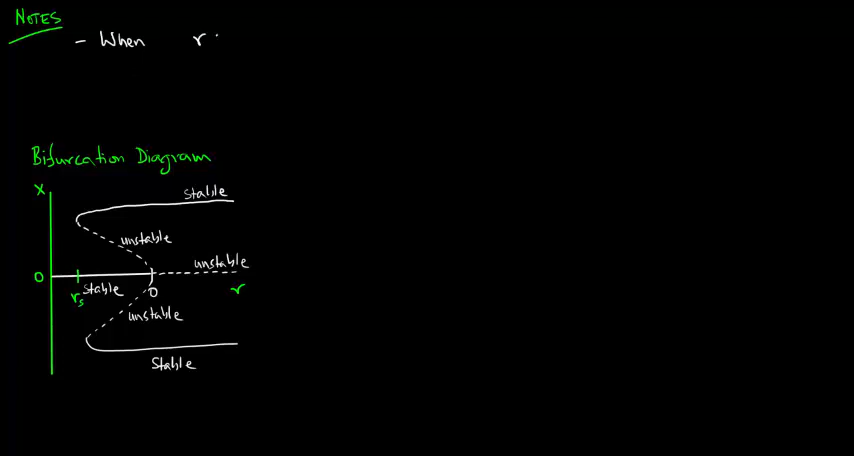 NOTES
- When r
Bifurcation Diagram
x
stable
unstable
unstable
0
rs
stable
0
r
unstable
Stable